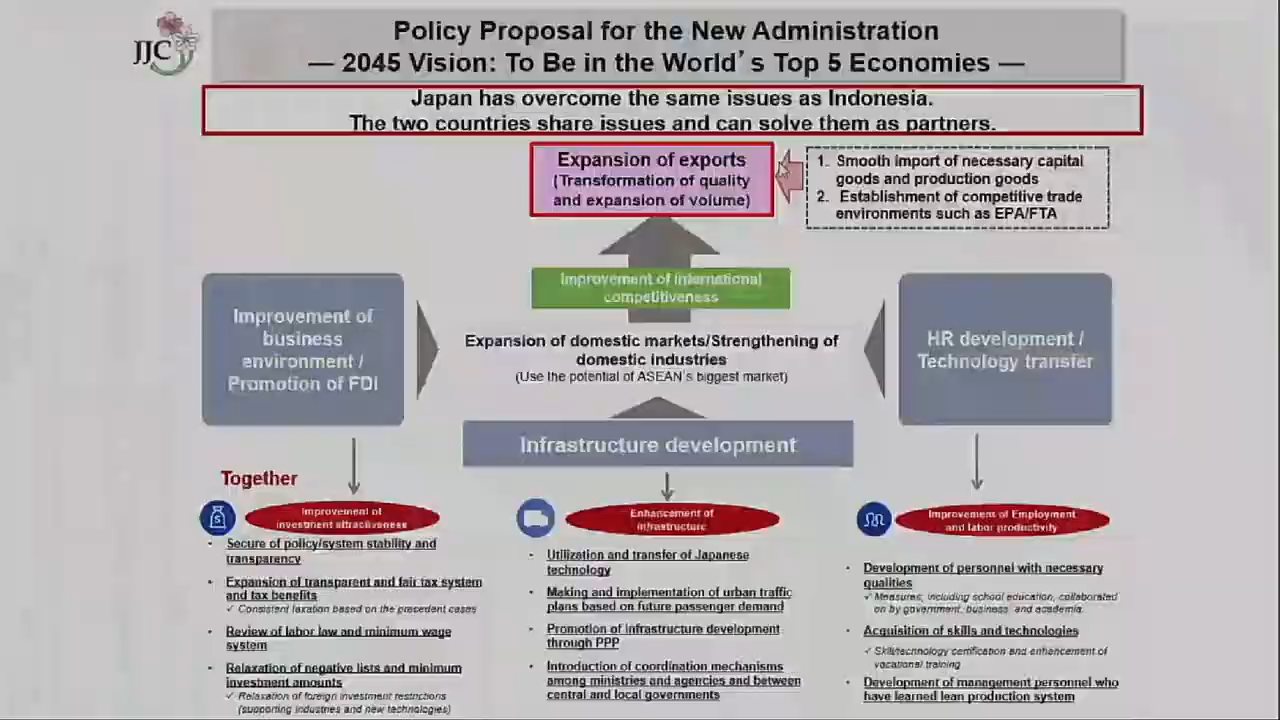 JJC
Policy Proposal for the New Administration
— 2045 Vision: To Be in the World's Top 5 Economies —
Japan has overcome the same issues as Indonesia.
The two countries share issues and can solve them as partners.
Expansion of exports
(Transformation of quality
and expansion of volume)
1. Smooth import of necessary capital
goods and production goods
2. Establishment of competitive trade
environments such as EPA/FTA
Improvement of international
competitiveness
Improvement of
business
environment /
Promotion of FDI
Expansion of domestic markets/Strengthening of
domestic industries
(Use the potential of ASEAN's biggest market)
HR development /
Technology transfer
Infrastructure development
Together
Improvement of
investment attractiveness
• Secure of policy/system stability and
transparency
• Expansion of transparent and fair tax system
and tax benefits
✓ Consistent taxation based on the precedent cases
• Review of labor law and minimum wage
system
• Relaxation of negative lists and minimum
investment amounts
✓ Relaxation of foreign investment restrictions
(supporting industries and new technologies)
Enhancement of
infrastructure
• Utilization and transfer of Japanese
technology
• Making and implementation of urban traffic
plans based on future passenger demand
• Promotion of infrastructure development
through PPP
• Introduction of coordination mechanisms
among ministries and agencies and between
central and local governments
Improvement of Employment
and labor productivity
• Development of personnel with necessary
qualities
✓ Measures, including school education, collaborated
on by government, business and academia.
• Acquisition of skills and technologies
✓ Skill/technology certification and enhancement of
vocational training
• Development of management personnel who
have learned lean production system